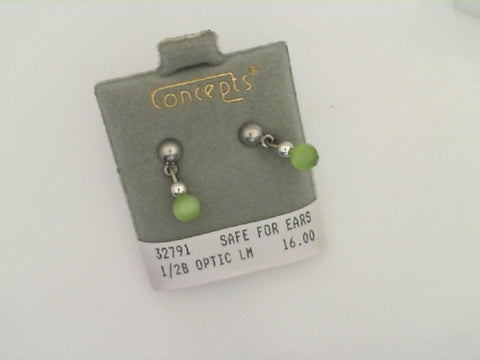 Concepts®
32791 SAFE FOR EARS
1/2B OPTIC LM 16.00